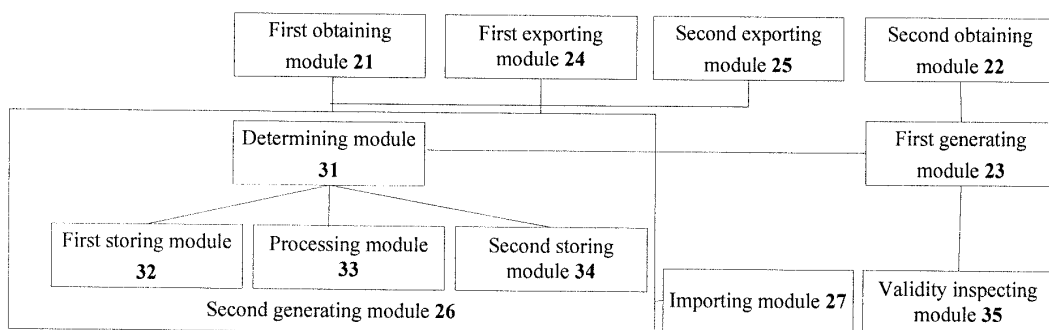 First obtaining
module 21
First exporting
module 24
Second exporting
module 25
Second obtaining
module 22
Determining module
31
First generating
module 23
First storing module
32
Processing module
33
Second storing
module 34
Second generating module 26
Importing module 27
Validity inspecting
module 35